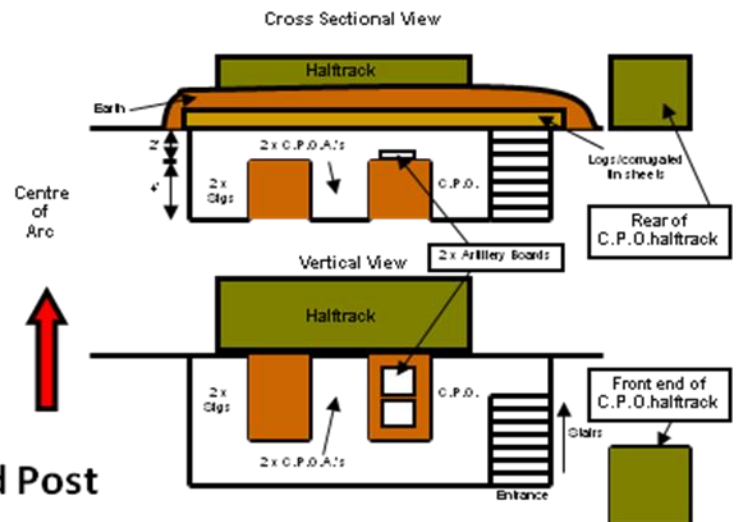 Cross Sectional View
Halftrack
Earth
2'
4'
2 x C.P.O.A.'s
2 x
Sigs
C.P.O.
Logs/corrugated
tin sheets
Centre
of
Arc
Rear of
C.P.O.halftrack
2 x Artillery Boards
Vertical View
Halftrack
2 x
Sigs
C.P.O.
2 x C.P.O.A.'s
Front end of
C.P.O.halftrack
Stairs
Entrance
Post